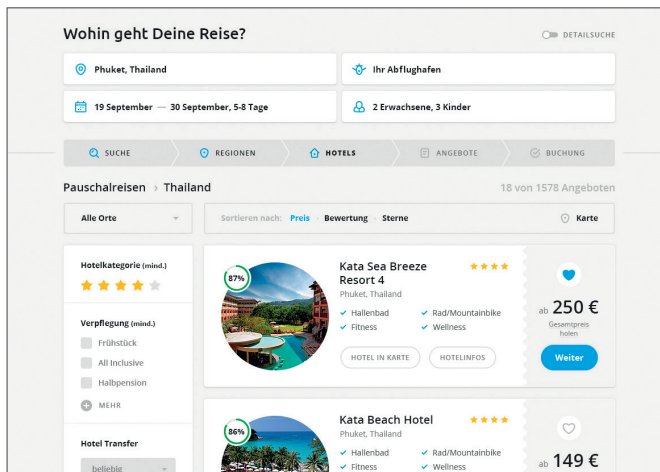 Wohin geht Deine Reise?
DETAILSUCHE
Phuket, Thailand
Ihr Abflughafen
19 September — 30 September, 5-8 Tage
2 Erwachsene, 3 Kinder
SUCHE
REGIONEN
HOTELS
ANGEBOTE
BUCHUNG
Pauschalreisen › Thailand
18 von 1578 Angeboten
Alle Orte
Sortieren nach: Preis · Bewertung · Sterne
Karte
Hotelkategorie (mind.)
Verpflegung (mind.)
Frühstück
All Inclusive
Halbpension
MEHR
Hotel Transfer
beliebig
87%
Kata Sea Breeze
Resort 4
Phuket, Thailand
✓ Hallenbad
✓ Rad/Mountainbike
✓ Fitness
✓ Wellness
HOTEL IN KARTE
HOTELINFOS
ab 250 €
Gesamtpreis
holen
Weiter
86%
Kata Beach Hotel
Phuket, Thailand
✓ Hallenbad
✓ Rad/Mountainbike
✓ Fitness
✓ Wellness
ab 149 €